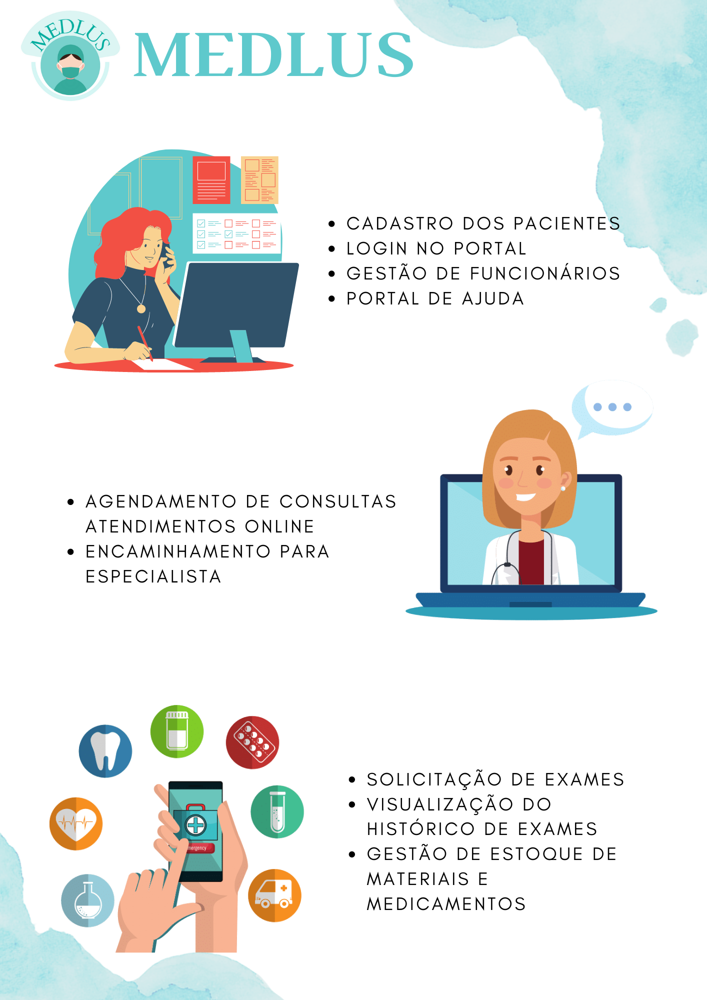 MEDLUS
MEDLUS
• CADASTRO DOS PACIENTES
• LOGIN NO PORTAL
• GESTÃO DE FUNCIONÁRIOS
• PORTAL DE AJUDA
• AGENDAMENTO DE CONSULTAS
ATENDIMENTOS ONLINE
• ENCAMINHAMENTO PARA
ESPECIALISTA
• SOLICITAÇÃO DE EXAMES
• VISUALIZAÇÃO DO
HISTÓRICO DE EXAMES
mergency
• GESTÃO DE ESTOQUE DE
MATERIAIS E
MEDICAMENTOS